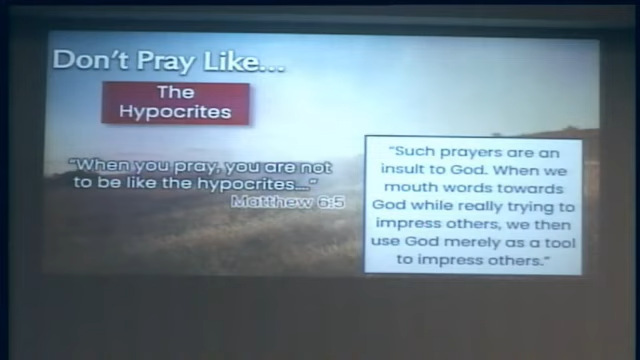 Don't Pray Like...
The
Hypocrites
"When you pray, you are not
to be like the hypocrites..."
Matthew 6:5
"Such prayers are an
insult to God. When we
mouth words towards
God while really trying to
impress others, we then
use God merely as a tool
to impress others."